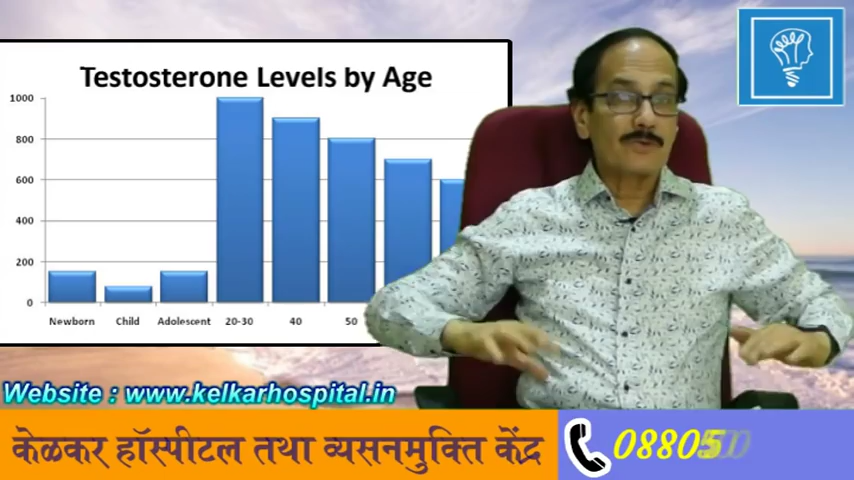 Testosterone Levels by Age
1000
800
600
400
200
0
Newborn Child Adolescent 20-30 40 50
Website : www.kelkarhospital.in
केळकर हॉस्पीटल तथा व्यसनमुक्ति केंद्र
08805